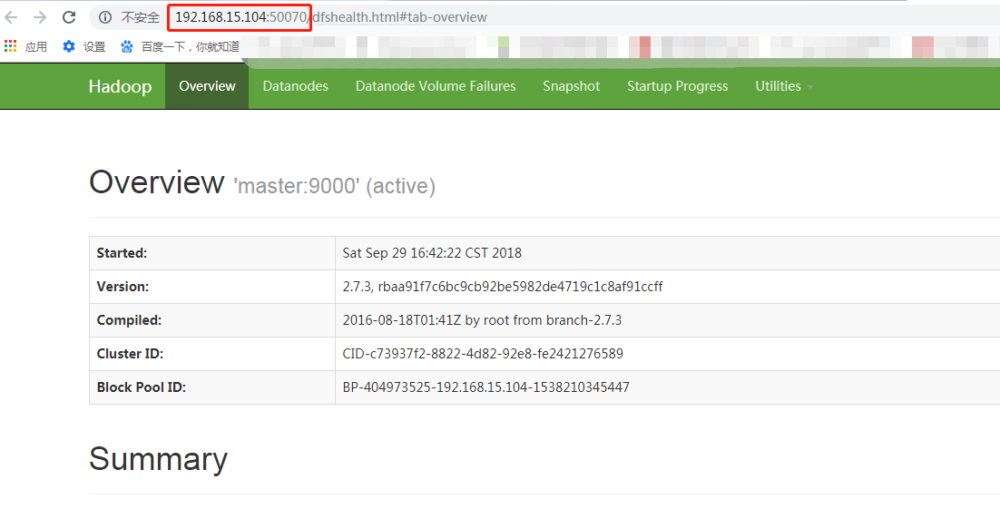 不安全 192.168.15.104:50070/dfshealth.html#tab-overview
应用 设置 百度一下，你就知道
Hadoop Overview Datanodes Datanode Volume Failures Snapshot Startup Progress Utilities
Overview 'master:9000' (active)
Started: Sat Sep 29 16:42:22 CST 2018
Version: 2.7.3, rbaa91f7c6bc9cb92be5982de4719c1c8af91ccff
Compiled: 2016-08-18T01:41Z by root from branch-2.7.3
Cluster ID: CID-c73937f2-8822-4d82-92e8-fe2421276589
Block Pool ID: BP-404973525-192.168.15.104-1538210345447
Summary